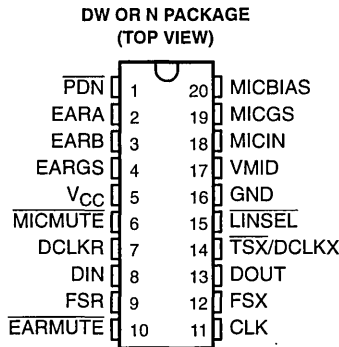 DW OR N PACKAGE
(TOP VIEW)
PDN 1 20 MICBIAS
EARA 2 19 MICGS
EARB 3 18 MICIN
EARGS 4 17 VMID
VCC 5 16 GND
MICMUTE 6 15 LINSEL
DCLKR 7 14 TSX/DCLKX
DIN 8 13 DOUT
FSR 9 12 FSX
EARMUTE 10 11 CLK